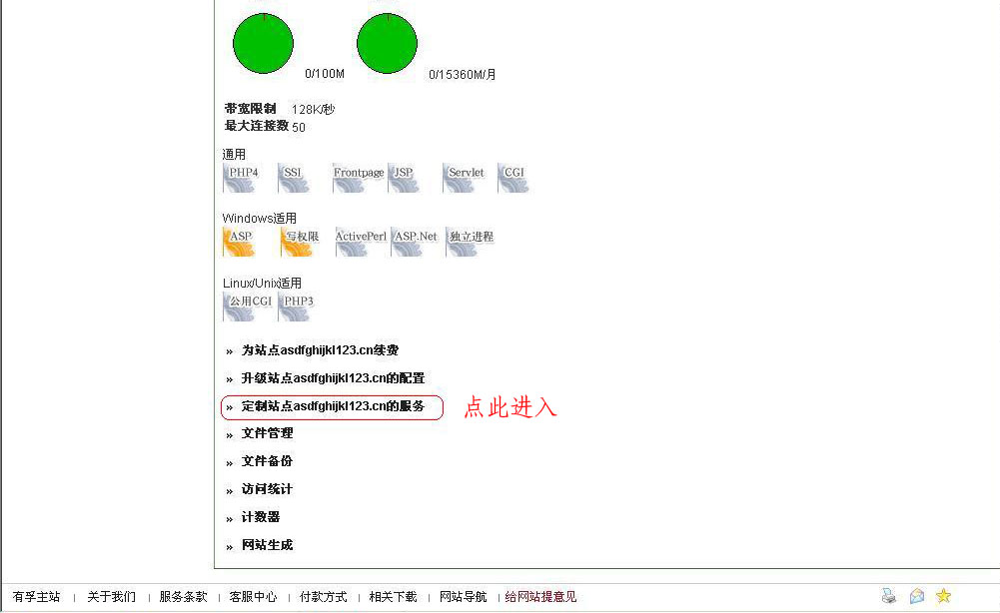 0/100M 0/15360M/月
带宽限制 128K/秒
最大连接数 50
通用
PHP4 SSI Frontpage JSP Servlet CGI
Windows适用
ASP 写权限 ActivePerl ASP.Net 独立进程
Linux/Unix适用
公用CGI PHP3
» 为站点asdfghijkl123.cn续费
» 升级站点asdfghijkl123.cn的配置
» 定制站点asdfghijkl123.cn的服务 点此进入
» 文件管理
» 文件备份
» 访问统计
» 计数器
» 网站生成
有孚主站 | 关于我们 | 服务条款 | 客服中心 | 付款方式 | 相关下载 | 网站导航 | 给网站提意见